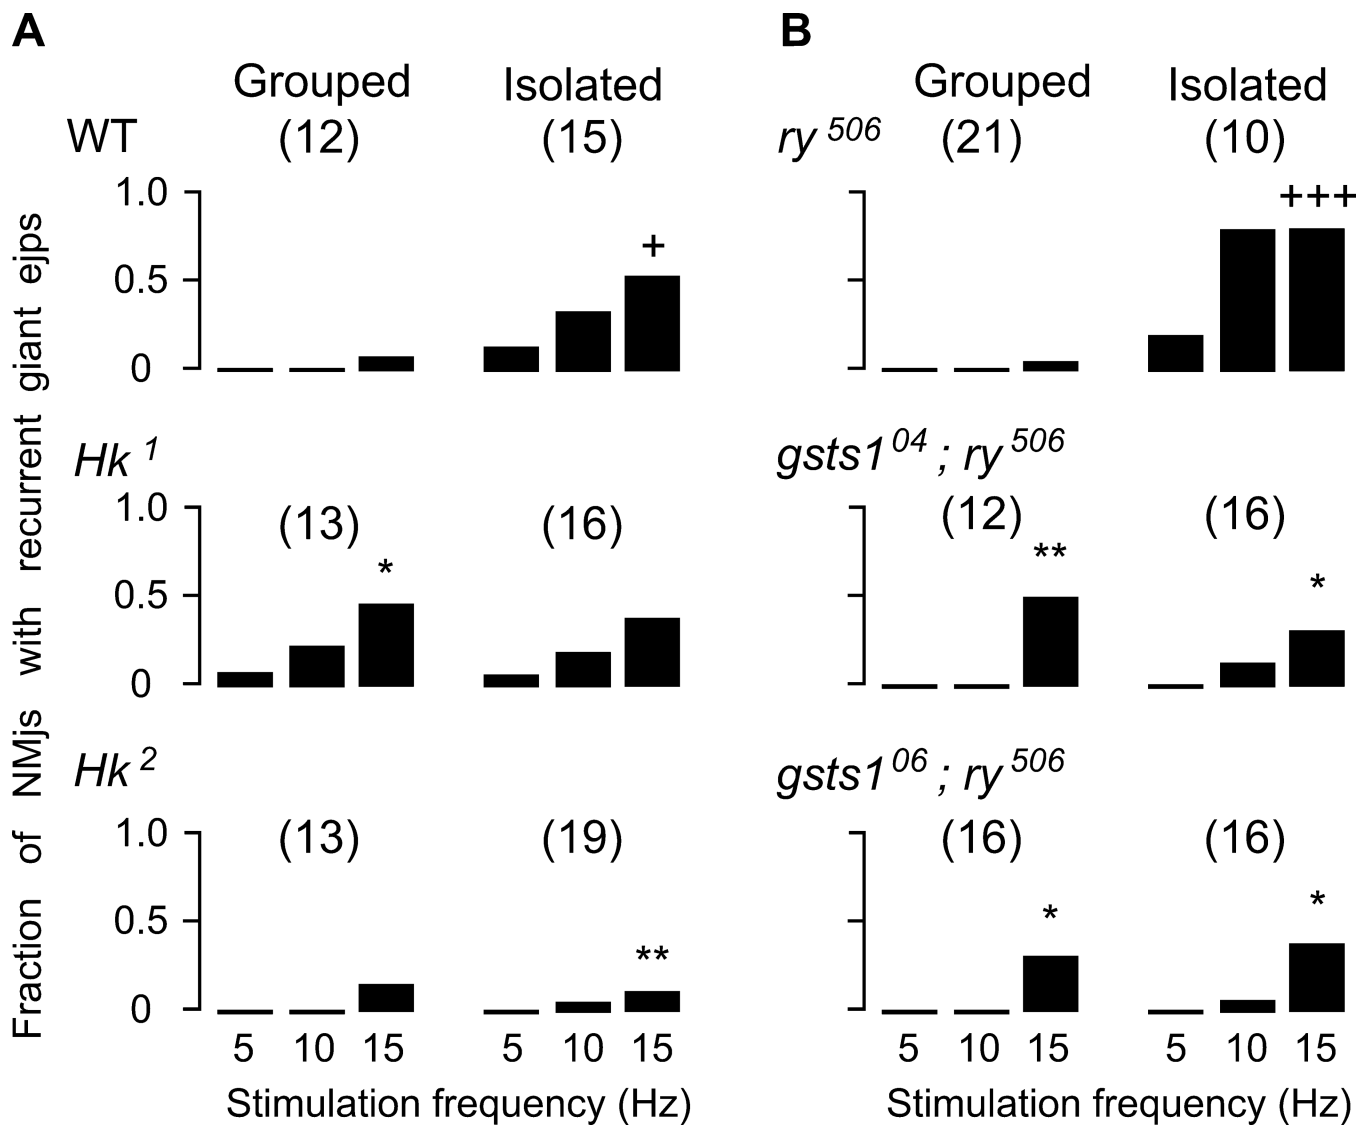 A
B
Grouped
Isolated
Grouped
Isolated
WT
(12)
(15)
ry 506
(21)
(10)
1.0
0.5
0
+
+++
Hk 1
gsts1 04 ; ry 506
1.0
0.5
0
(13)
*
(16)
(12)
**
(16)
*
Hk 2
gsts1 06 ; ry 506
1.0
0.5
0
(13)
(19)
**
(16)
*
(16)
*
5 10 15
5 10 15
5 10 15
5 10 15
Stimulation frequency (Hz)
Stimulation frequency (Hz)
Fraction of NMjs with recurrent giant ejps